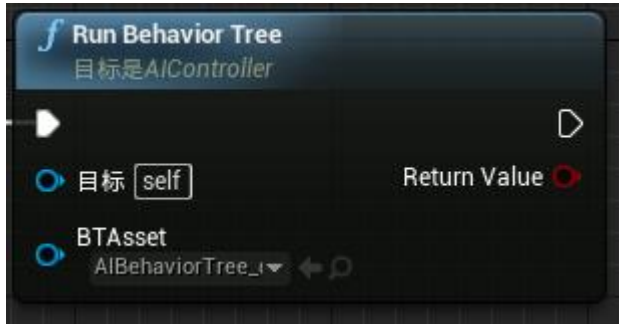 f Run Behavior Tree
目标是AIController
目标 self
Return Value
BTAsset
AIBehaviorTree_